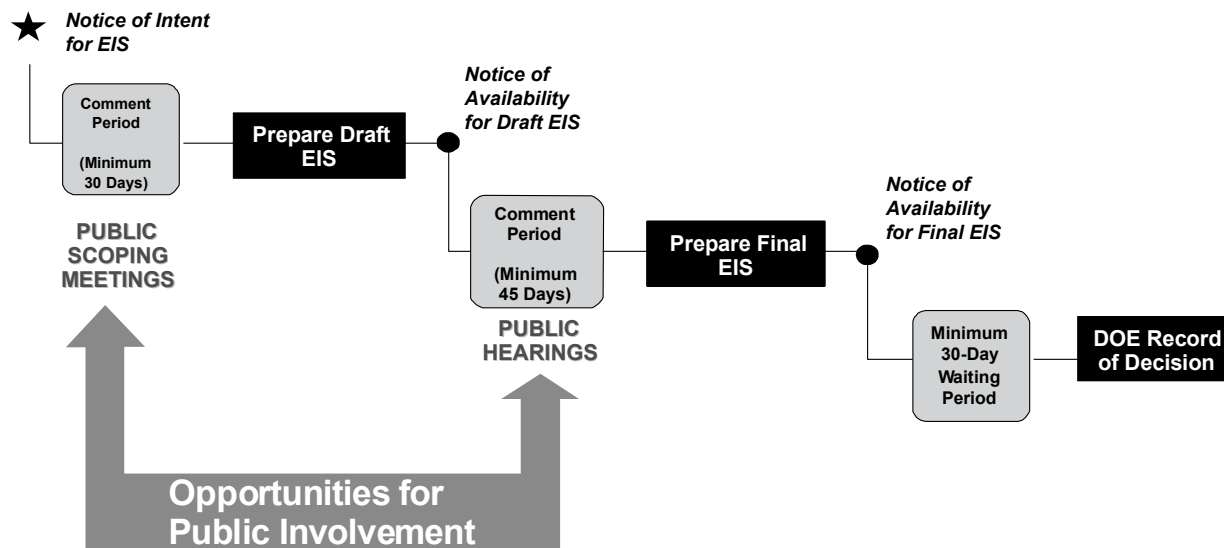 Notice of Intent
for EIS
Comment
Period
(Minimum
30 Days)
PUBLIC
SCOPING
MEETINGS
Prepare Draft
EIS
Notice of
Availability
for Draft EIS
Comment
Period
(Minimum
45 Days)
PUBLIC
HEARINGS
Prepare Final
EIS
Notice of
Availability
for Final EIS
Minimum
30-Day
Waiting
Period
DOE Record
of Decision
Opportunities for
Public Involvement